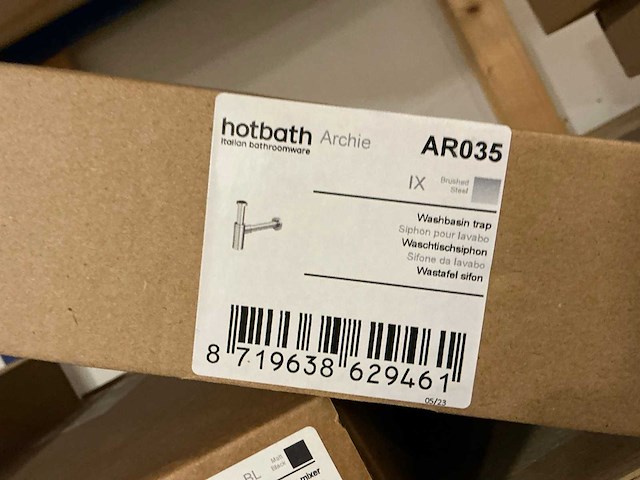 hotbath Archie AR035
Italian bathroomware
IX Brushed
Steel
Washbasin trap
Siphon pour lavabo
Waschtischsiphon
Sifone da lavabo
Wastafel sifon
8 719638 629461
05/23
BL
Black
mixer